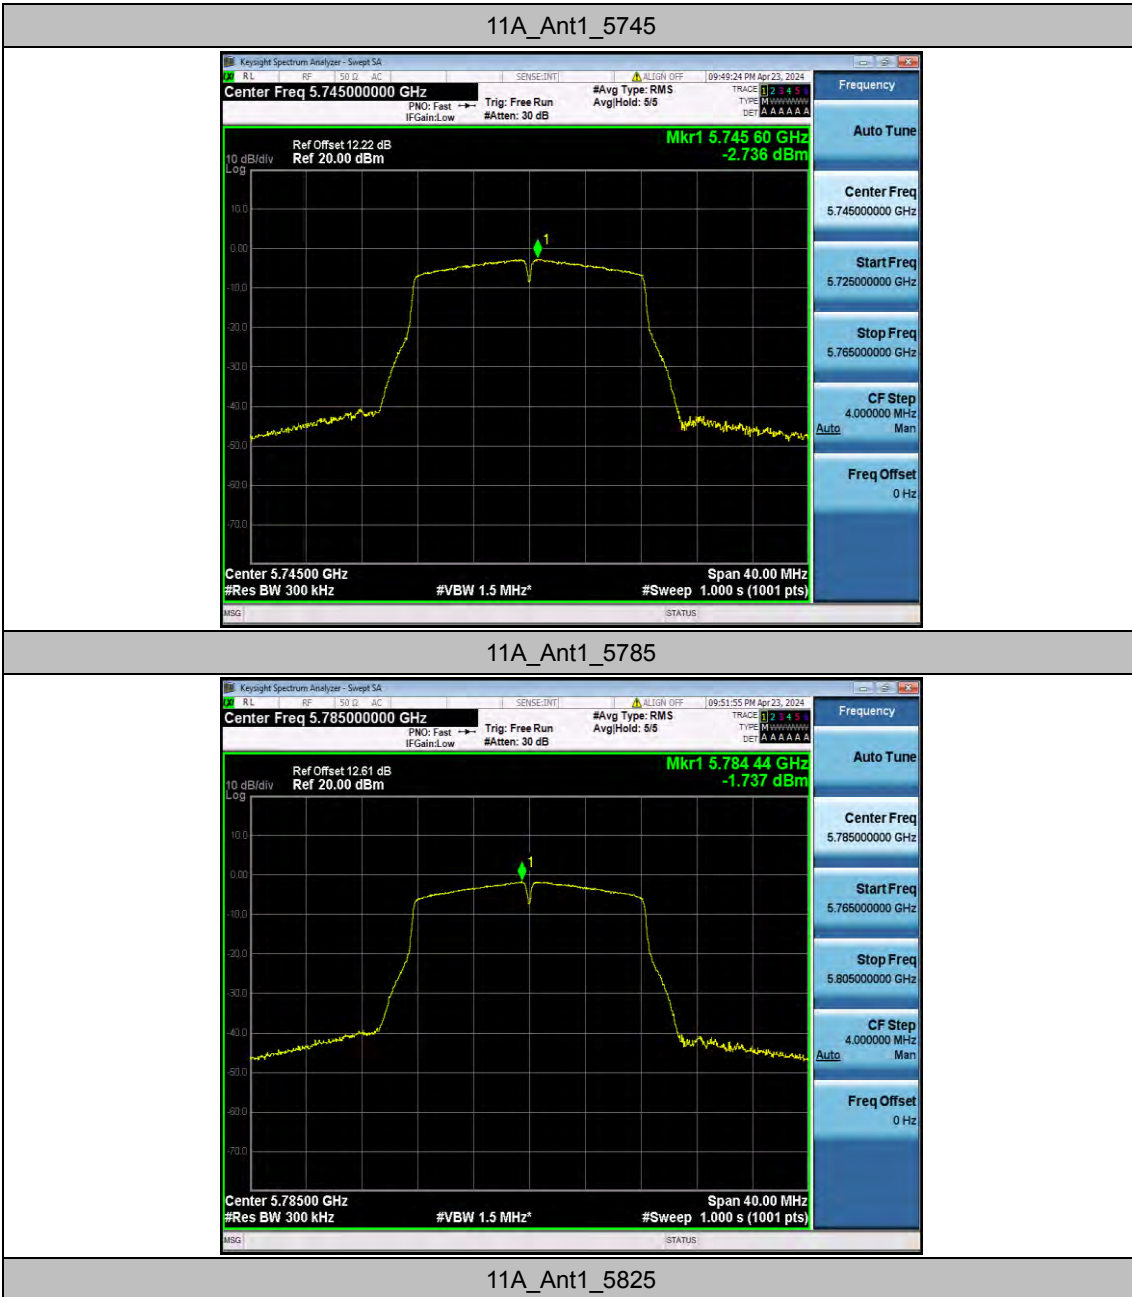 11A_Ant1_5745
Keysight Spectrum Analyzer - Swept SA
RL RF 50 Ω AC SENSE:INT ALIGN OFF 09:49:24 PM Apr 23, 2024
Center Freq 5.745000000 GHz #Avg Type: RMS TRACE 1 2 3 4 5 6 Frequency
PNO: Fast Trig: Free Run Avg|Hold: 5/5 TYPE M WWWWW
IFGain:Low #Atten: 30 dB DET A A A A A A
Auto Tune
Mkr1 5.745 60 GHz
Ref Offset 12.22 dB
10 dB/div Ref 20.00 dBm -2.736 dBm
Log
Center Freq
5.745000000 GHz
10.0
0.00
1
Start Freq
5.725000000 GHz
-10.0
-20.0
Stop Freq
5.765000000 GHz
-30.0
-40.0
CF Step
4.000000 MHz
Auto Man
-50.0
-60.0
Freq Offset
0 Hz
-70.0
Center 5.74500 GHz Span 40.00 MHz
#Res BW 300 kHz #VBW 1.5 MHz* #Sweep 1.000 s (1001 pts)
MSG STATUS
11A_Ant1_5785
Keysight Spectrum Analyzer - Swept SA
RL RF 50 Ω AC SENSE:INT ALIGN OFF 09:51:55 PM Apr 23, 2024
Center Freq 5.785000000 GHz #Avg Type: RMS TRACE 1 2 3 4 5 6 Frequency
PNO: Fast Trig: Free Run Avg|Hold: 5/5 TYPE M WWWWW
IFGain:Low #Atten: 30 dB DET A A A A A A
Auto Tune
Mkr1 5.784 44 GHz
Ref Offset 12.61 dB
10 dB/div Ref 20.00 dBm -1.737 dBm
Log
Center Freq
5.785000000 GHz
10.0
0.00
1
Start Freq
5.765000000 GHz
-10.0
-20.0
Stop Freq
5.805000000 GHz
-30.0
-40.0
CF Step
4.000000 MHz
Auto Man
-50.0
-60.0
Freq Offset
0 Hz
-70.0
Center 5.78500 GHz Span 40.00 MHz
#Res BW 300 kHz #VBW 1.5 MHz* #Sweep 1.000 s (1001 pts)
MSG STATUS
11A_Ant1_5825